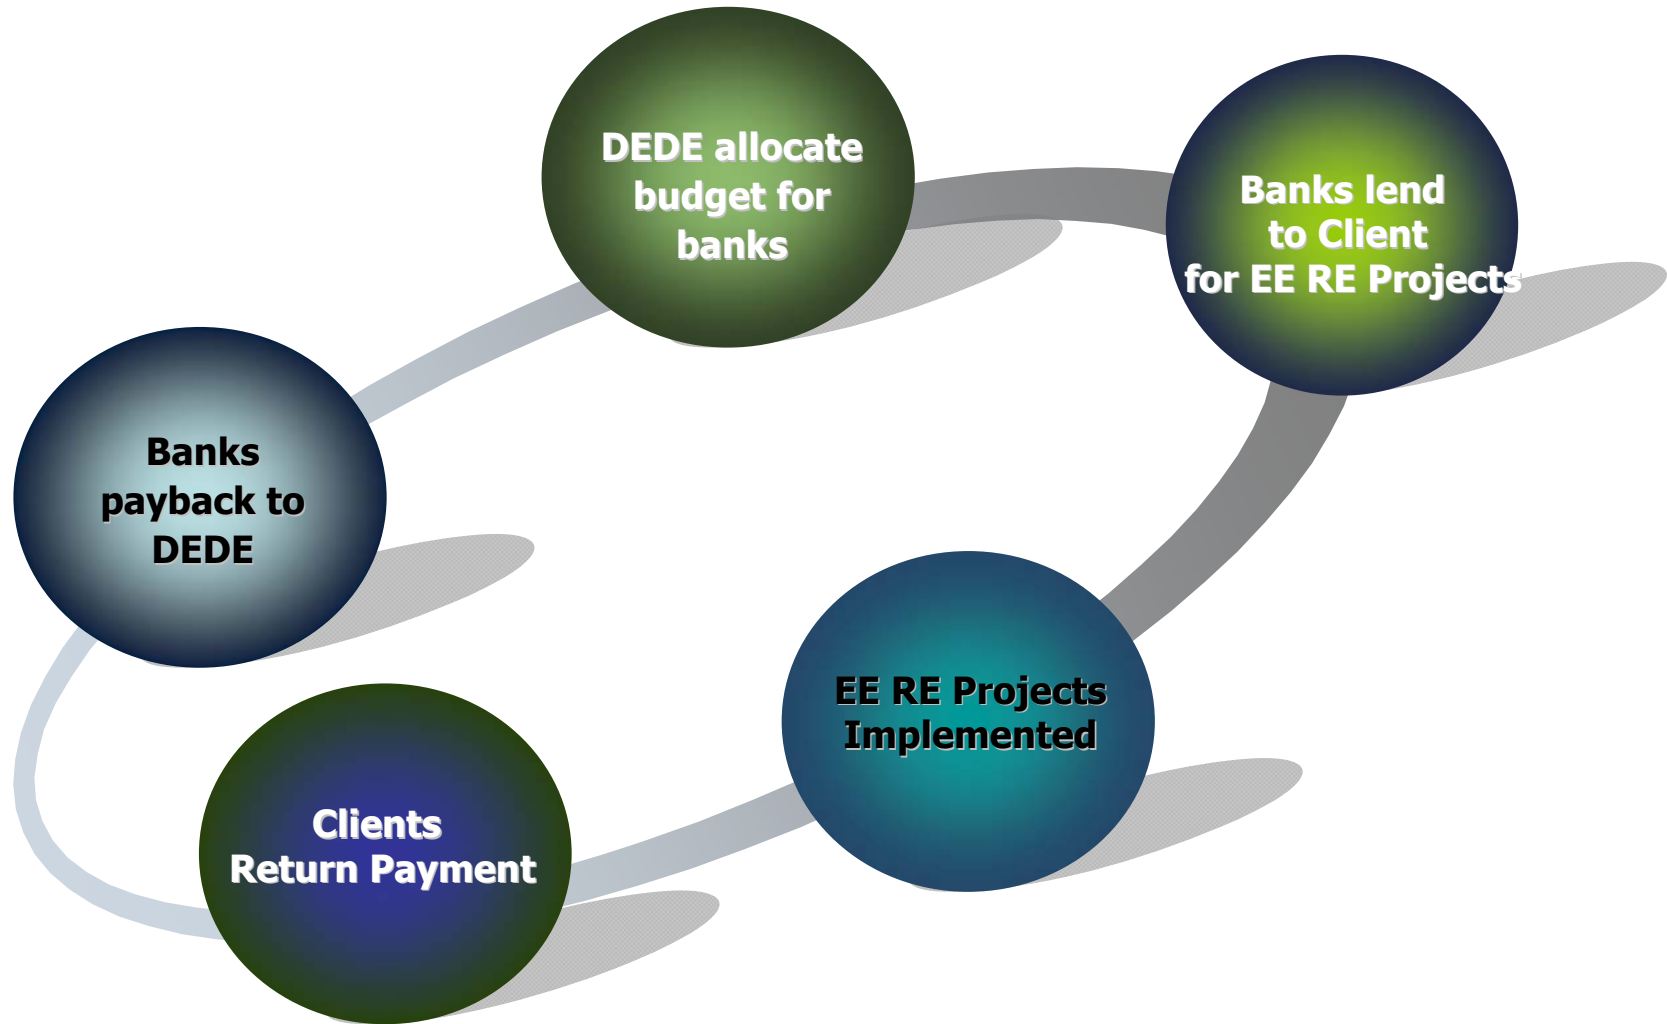 DEDE allocate
budget for
banks
Banks lend
to Client
for EE RE Projects
EE RE Projects
Implemented
Clients
Return Payment
Banks
payback to
DEDE